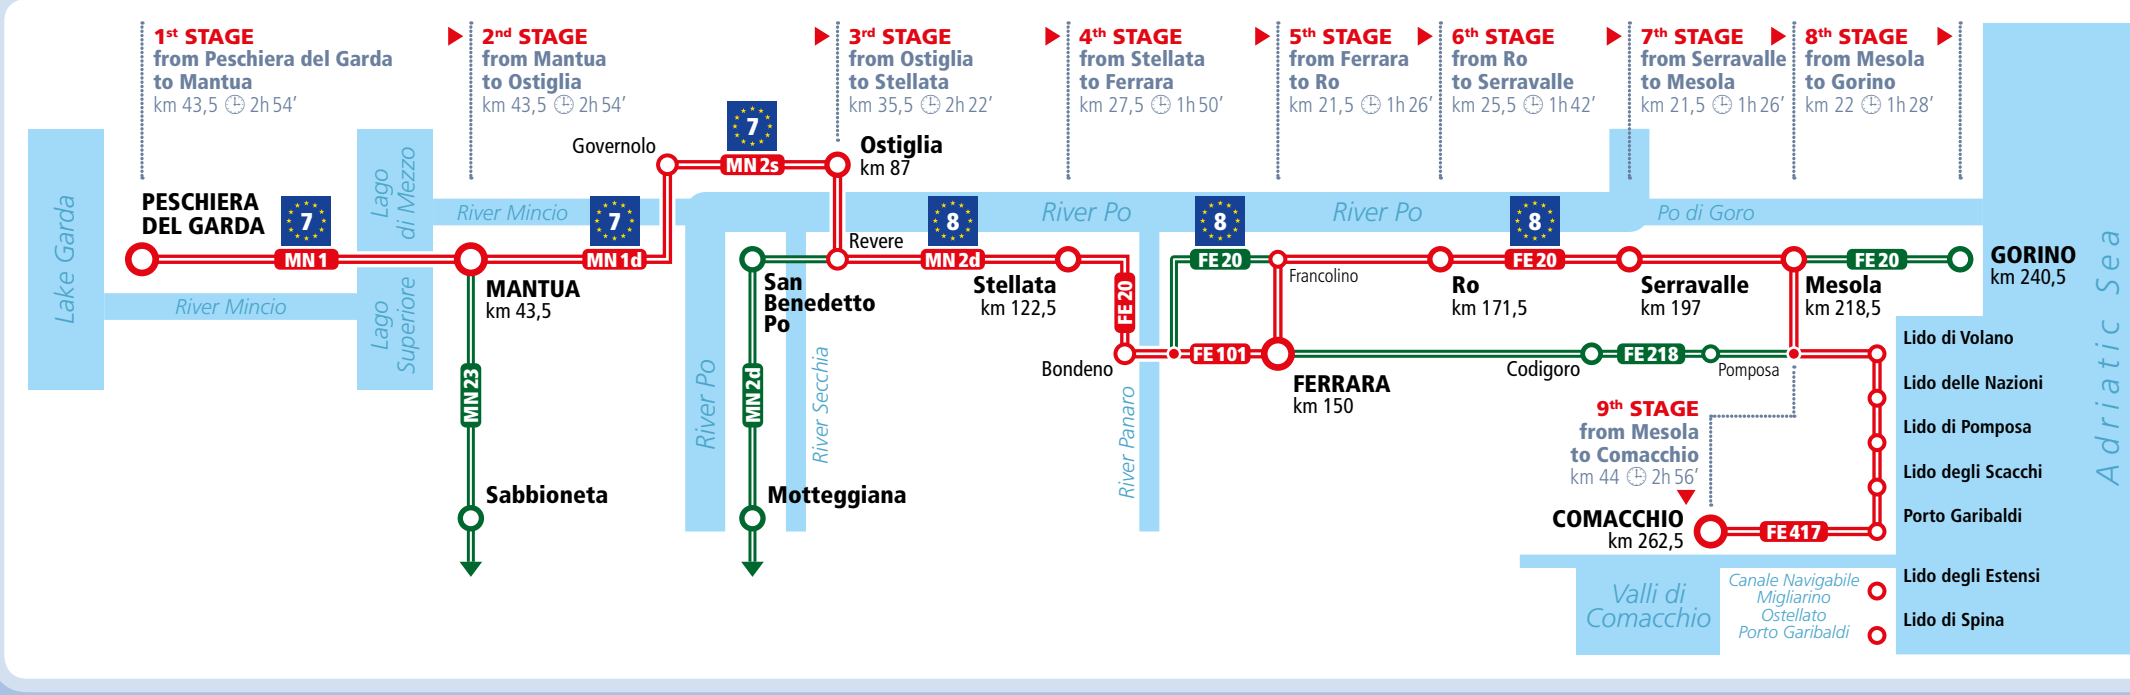 1st STAGE
from Peschiera del Garda
to Mantua
km 43,5 2h 54’
2nd STAGE
from Mantua
to Ostiglia
km 43,5 2h 54’
3rd STAGE
from Ostiglia
to Stellata
km 35,5 2h 22’
4th STAGE
from Stellata
to Ferrara
km 27,5 1h 50’
5th STAGE
from Ferrara
to Ro
km 21,5 1h 26’
6th STAGE
from Ro
to Serravalle
km 25,5 1h 42’
7th STAGE
from Serravalle
to Mesola
km 21,5 1h 26’
8th STAGE
from Mesola
to Gorino
km 22 1h 28’
Governolo
7
MN 2s
Ostiglia
km 87
PESCHIERA
DEL GARDA
7
MN 1
Lake Garda
River Mincio
Lago
di Mezzo
Lago
Superiore
River Mincio
7
MN 1d
MANTUA
km 43,5
MN 23
Sabbioneta
River Po
San
Benedetto
Po
MN 2d
Motteggiana
River Secchia
Revere
8
MN 2d
River Po
Stellata
km 122,5
FE 20
Bondeno
River Panaro
8
FE 20
FE 101
River Po
Francolino
FERRARA
km 150
8
FE 20
Ro
km 171,5
Serravalle
km 197
Po di Goro
Mesola
km 218,5
FE 20
GORINO
km 240,5
Adriatic Sea
Codigoro
FE 218
Pomposa
9th STAGE
from Mesola
to Comacchio
km 44 2h 56’
COMACCHIO
km 262,5
FE 417
Lido di Volano
Lido delle Nazioni
Lido di Pomposa
Lido degli Scacchi
Porto Garibaldi
Lido degli Estensi
Lido di Spina
Valli di
Comacchio
Canale Navigabile
Migliarino
Ostellato
Porto Garibaldi